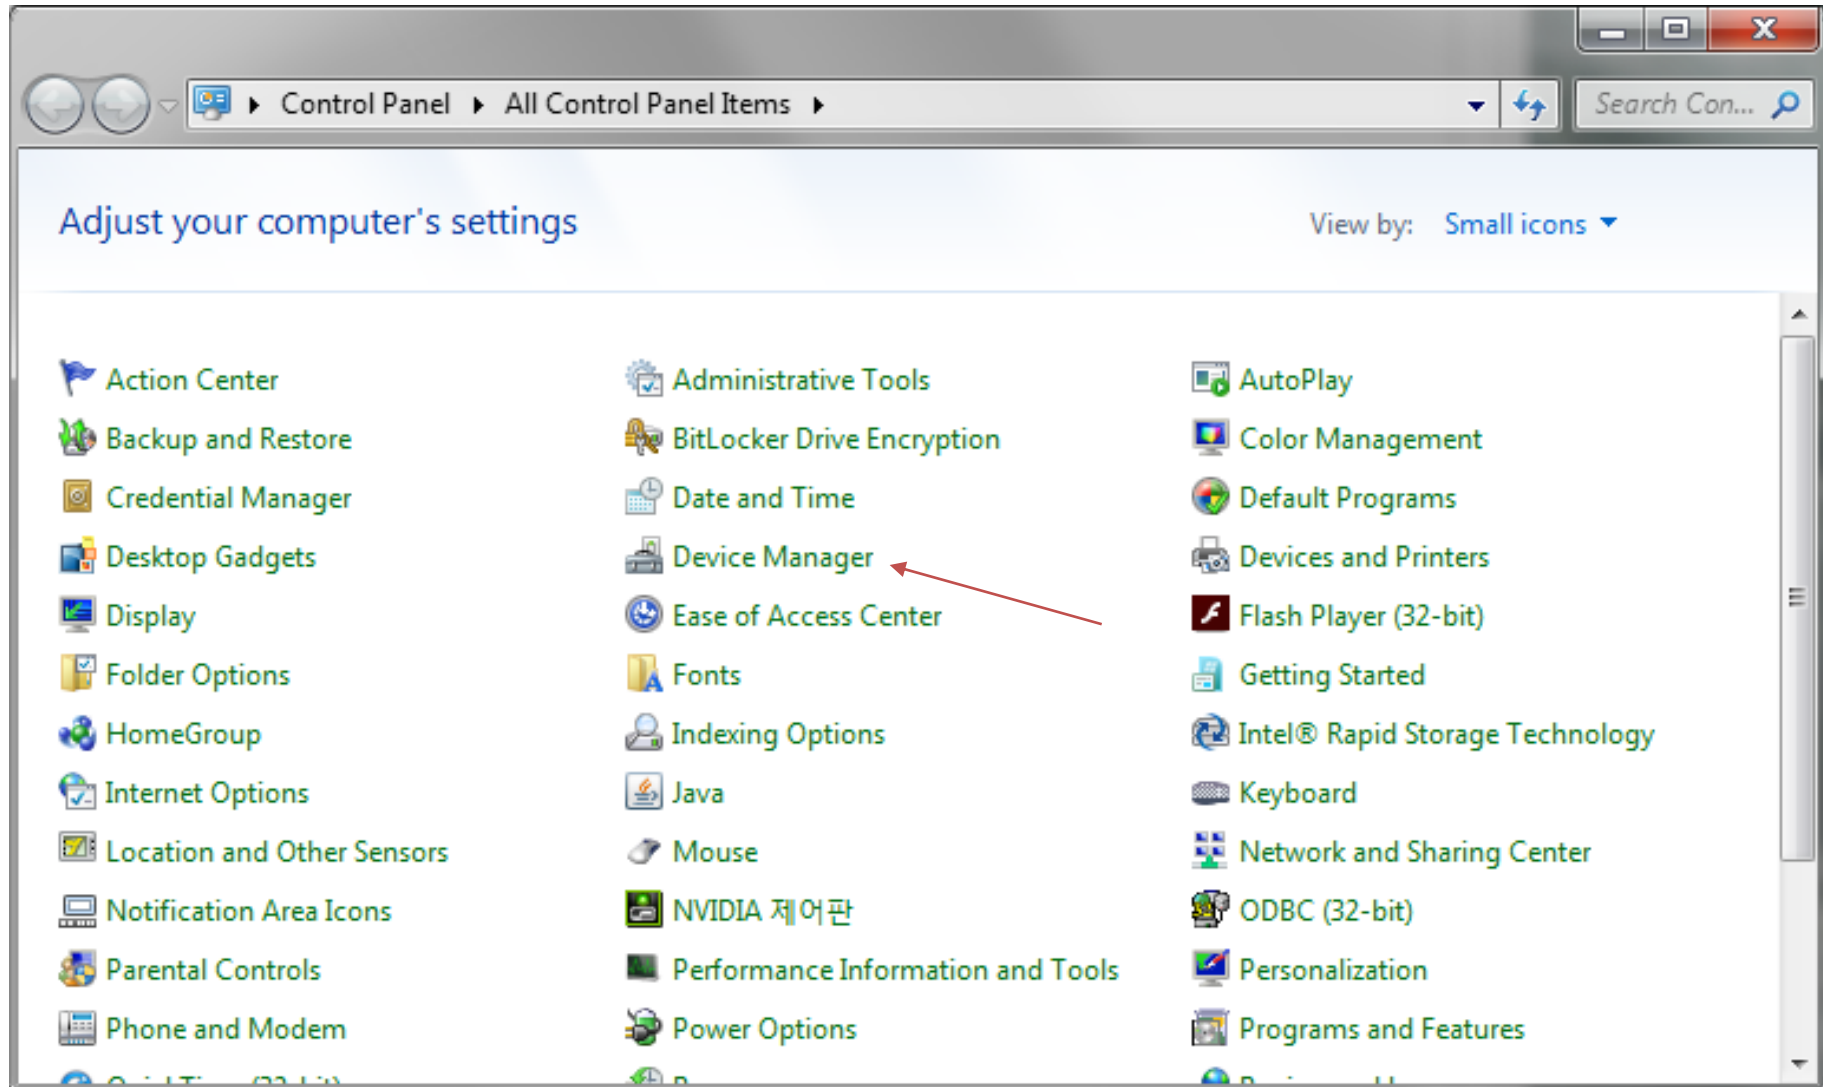 Control Panel All Control Panel Items
Search Con...
Adjust your computer's settings
View by: Small icons
Action Center
Administrative Tools
AutoPlay
Backup and Restore
BitLocker Drive Encryption
Color Management
Credential Manager
Date and Time
Default Programs
Desktop Gadgets
Device Manager
Devices and Printers
Display
Ease of Access Center
Flash Player (32-bit)
Folder Options
Fonts
Getting Started
HomeGroup
Indexing Options
Intel® Rapid Storage Technology
Internet Options
Java
Keyboard
Location and Other Sensors
Mouse
Network and Sharing Center
Notification Area Icons
NVIDIA 제어판
ODBC (32-bit)
Parental Controls
Performance Information and Tools
Personalization
Phone and Modem
Power Options
Programs and Features